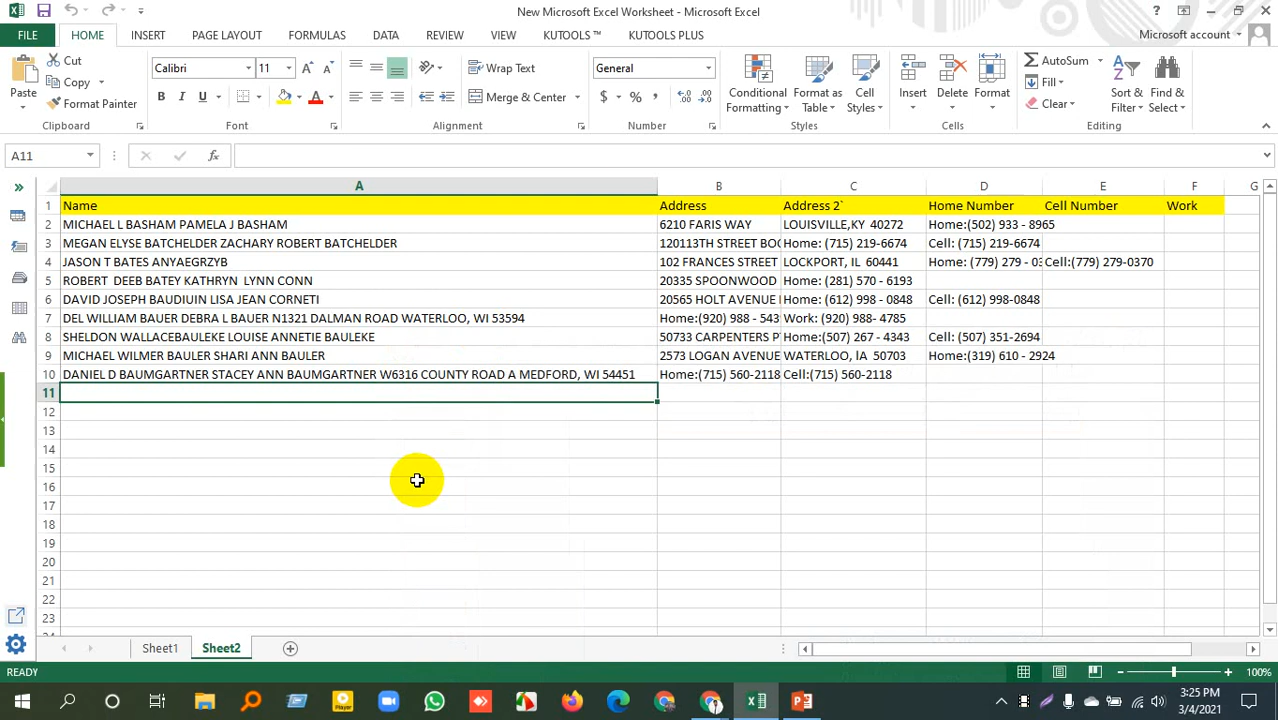 New Microsoft Excel Worksheet - Microsoft Excel
FILE HOME INSERT PAGE LAYOUT FORMULAS DATA REVIEW VIEW KUTOOLS ™ KUTOOLS PLUS Microsoft account
Paste Cut Copy Format Painter Clipboard
Calibri 11 B I U A Font
Wrap Text Merge & Center Alignment
General $ % , Number
Conditional Formatting Format as Table Cell Styles Styles
Insert Delete Format Cells
AutoSum Fill Clear Sort & Filter Find & Select Editing
A11 fx
A B C D E F G
1 Name Address Address 2` Home Number Cell Number Work
2 MICHAEL L BASHAM PAMELA J BASHAM 6210 FARIS WAY LOUISVILLE,KY 40272 Home:(502) 933 - 8965
3 MEGAN ELYSE BATCHELDER ZACHARY ROBERT BATCHELDER 120113TH STREET BOO Home: (715) 219-6674 Cell: (715) 219-6674
4 JASON T BATES ANYAEGRZYB 102 FRANCES STREET LOCKPORT, IL 60441 Home: (779) 279 - 03 Cell:(779) 279-0370
5 ROBERT DEEB BATEY KATHRYN LYNN CONN 20335 SPOONWOOD Home: (281) 570 - 6193
6 DAVID JOSEPH BAUDIUIN LISA JEAN CORNETI 20565 HOLT AVENUE Home: (612) 998 - 0848 Cell: (612) 998-0848
7 DEL WILLIAM BAUER DEBRA L BAUER N1321 DALMAN ROAD WATERLOO, WI 53594 Home:(920) 988 - 543 Work: (920) 988- 4785
8 SHELDON WALLACEBAULEKE LOUISE ANNETIE BAULEKE 50733 CARPENTERS P Home:(507) 267 - 4343 Cell: (507) 351-2694
9 MICHAEL WILMER BAULER SHARI ANN BAULER 2573 LOGAN AVENUE WATERLOO, IA 50703 Home:(319) 610 - 2924
10 DANIEL D BAUMGARTNER STACEY ANN BAUMGARTNER W6316 COUNTY ROAD A MEDFORD, WI 54451 Home:(715) 560-2118 Cell:(715) 560-2118
11
12
13
14
15
16
17
18
19
20
21
22
23
Sheet1 Sheet2
READY 100%
3:25 PM
3/4/2021